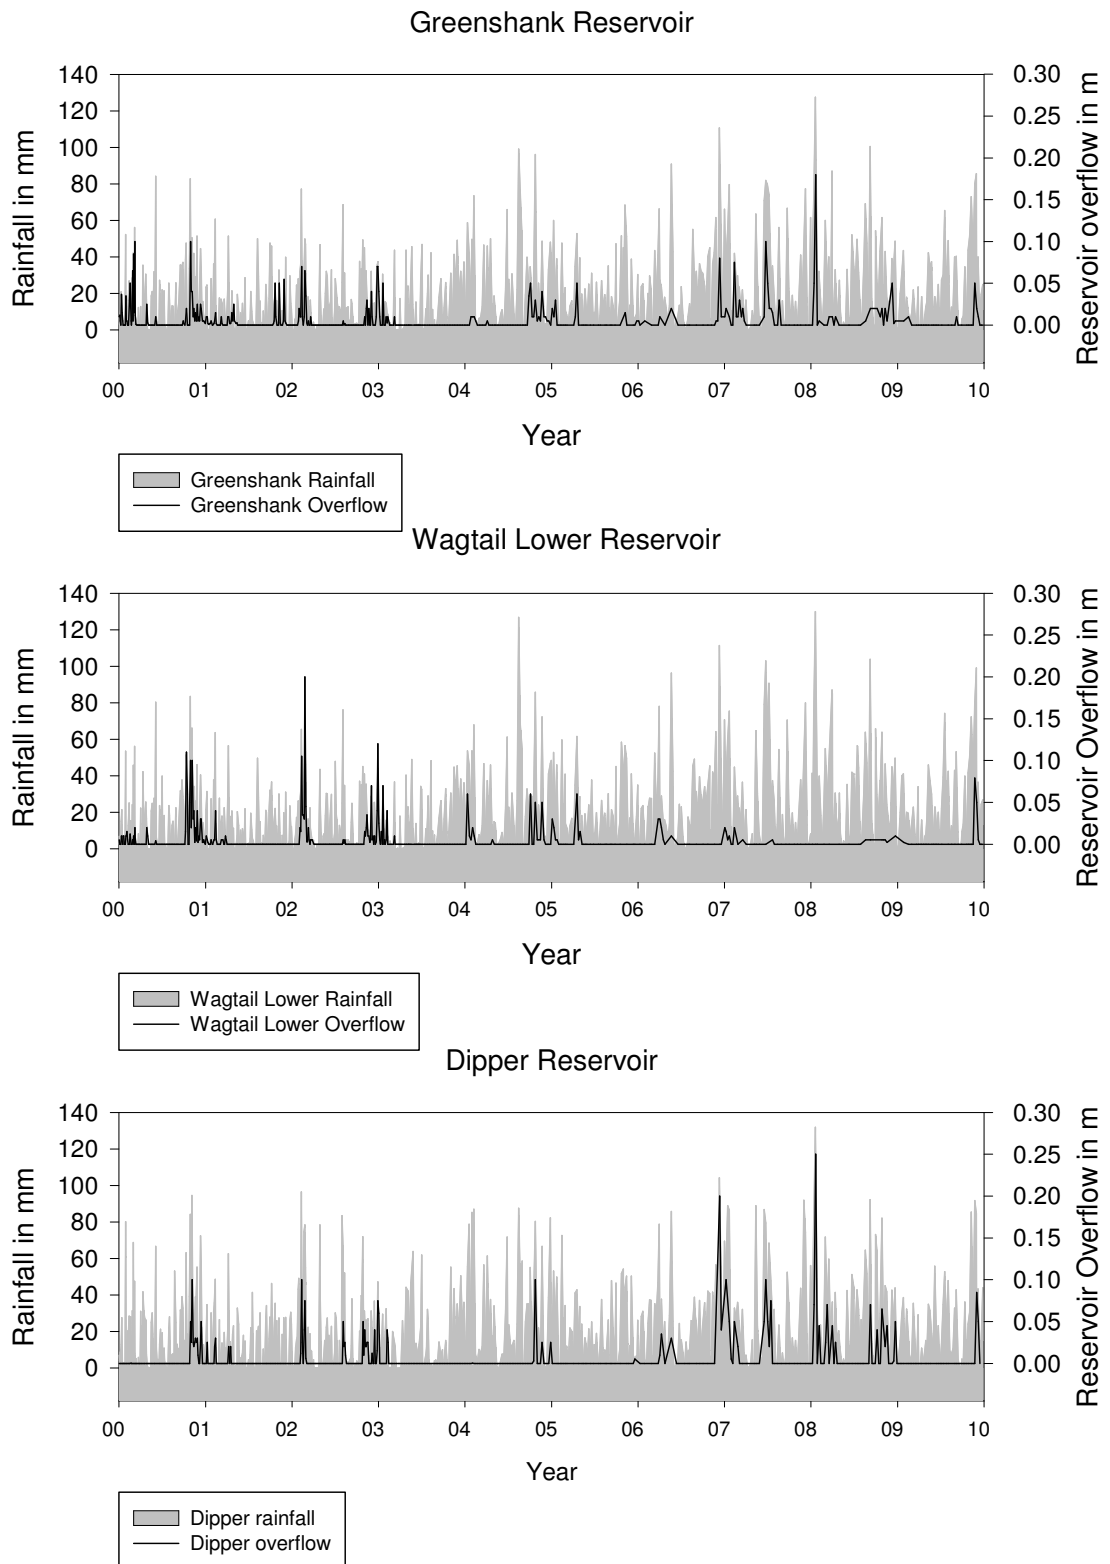 Greenshank Reservoir
140
120
100
80
60
40
20
0
Rainfall in mm
0.30
0.25
0.20
0.15
0.10
0.05
0.00
Reservoir overflow in m
00 01 02 03 04 05 06 07 08 09 10
Year
Greenshank Rainfall
Greenshank Overflow
Wagtail Lower Reservoir
140
120
100
80
60
40
20
0
Rainfall in mm
0.30
0.25
0.20
0.15
0.10
0.05
0.00
Reservoir Overflow in m
00 01 02 03 04 05 06 07 08 09 10
Year
Wagtail Lower Rainfall
Wagtail Lower Overflow
Dipper Reservoir
140
120
100
80
60
40
20
0
Rainfall in mm
0.30
0.25
0.20
0.15
0.10
0.05
0.00
Reservoir Overflow in m
00 01 02 03 04 05 06 07 08 09 10
Year
Dipper rainfall
Dipper overflow